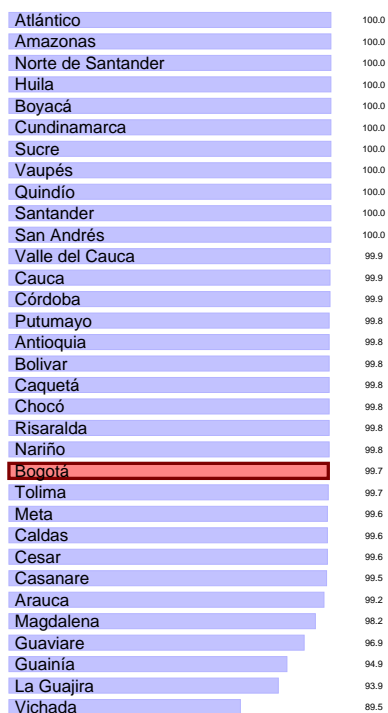 Atlántico 100.0
Amazonas 100.0
Norte de Santander 100.0
Huila 100.0
Boyacá 100.0
Cundinamarca 100.0
Sucre 100.0
Vaupés 100.0
Quindío 100.0
Santander 100.0
San Andrés 100.0
Valle del Cauca 99.9
Cauca 99.9
Córdoba 99.9
Putumayo 99.8
Antioquia 99.8
Bolivar 99.8
Caquetá 99.8
Chocó 99.8
Risaralda 99.8
Nariño 99.8
Bogotá 99.7
Tolima 99.7
Meta 99.6
Caldas 99.6
Cesar 99.6
Casanare 99.5
Arauca 99.2
Magdalena 98.2
Guaviare 96.9
Guainía 94.9
La Guajira 93.9
Vichada 89.5